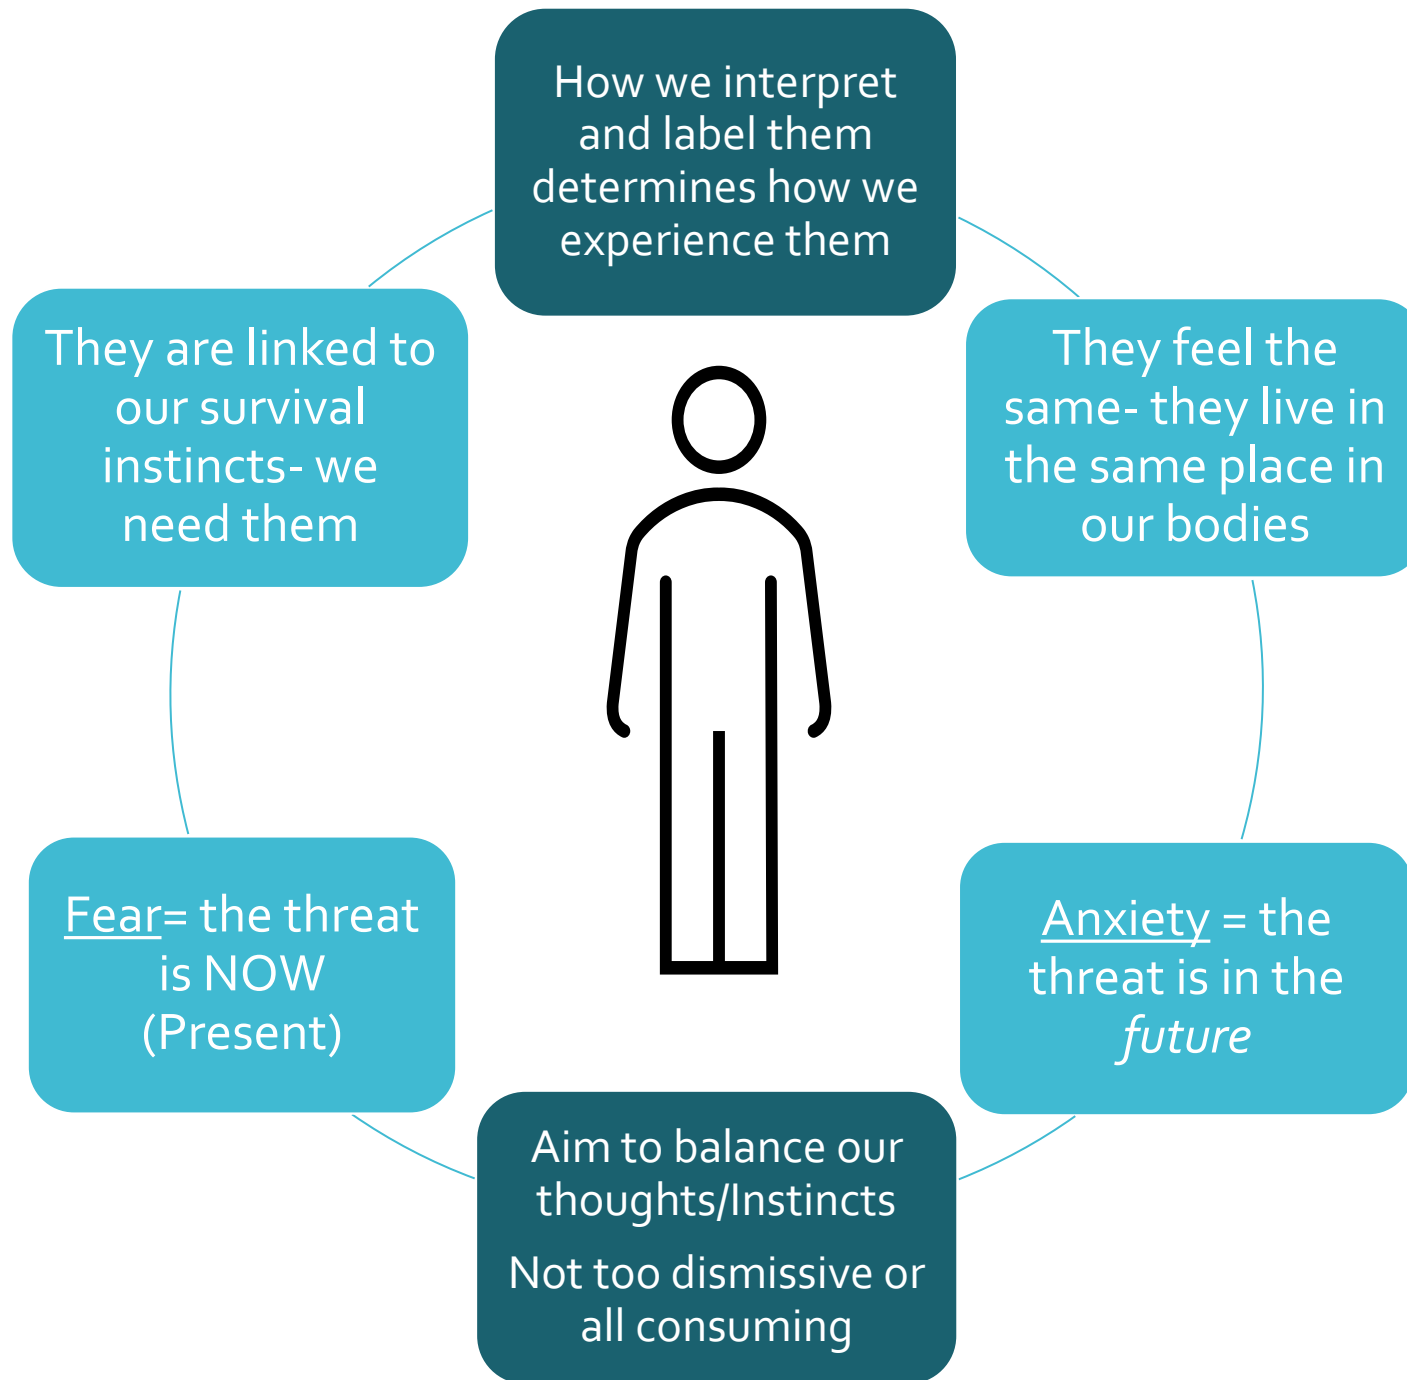 How we interpret
and label them
determines how we
experience them
They feel the
same- they live in
the same place in
our bodies
Anxiety = the
threat is in the
future
Aim to balance our
thoughts/Instincts
Not too dismissive or
all consuming
Fear= the threat
is NOW
(Present)
They are linked to
our survival
instincts- we
need them